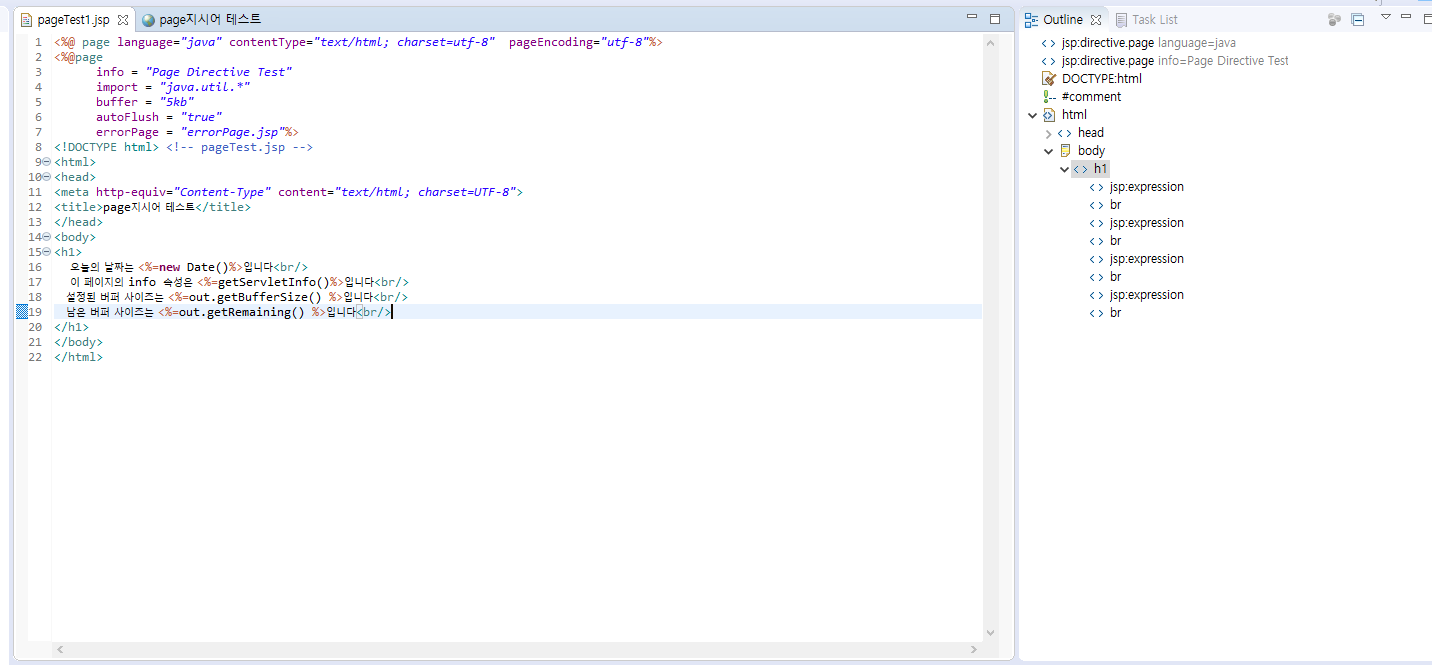 pageTest1.jsp
page지시어 테스트
1 <%@ page language="java" contentType="text/html; charset=utf-8"  pageEncoding="utf-8"%>
2 <%@page
3       info = "Page Directive Test"
4       import = "java.util.*"
5       buffer = "5kb"
6       autoFlush = "true"
7       errorPage = "errorPage.jsp"%>
8 <!DOCTYPE html> <!-- pageTest.jsp -->
9 <html>
10 <head>
11 <meta http-equiv="Content-Type" content="text/html; charset=UTF-8">
12 <title>page지시어 테스트</title>
13 </head>
14 <body>
15 <h1>
16   오늘의 날짜는 <%=new Date()%>입니다<br/>
17   이 페이지의 info 속성은 <%=getServletInfo()%>입니다<br/>
18   설정된 버퍼 사이즈는 <%=out.getBufferSize() %>입니다<br/>
19   남은 버퍼 사이즈는 <%=out.getRemaining() %>입니다<br/>
20 </h1>
21 </body>
22 </html>
Outline
Task List
jsp:directive.page language=java
jsp:directive.page info=Page Directive Test
DOCTYPE:html
#comment
html
head
body
h1
jsp:expression
br
jsp:expression
br
jsp:expression
br
jsp:expression
br